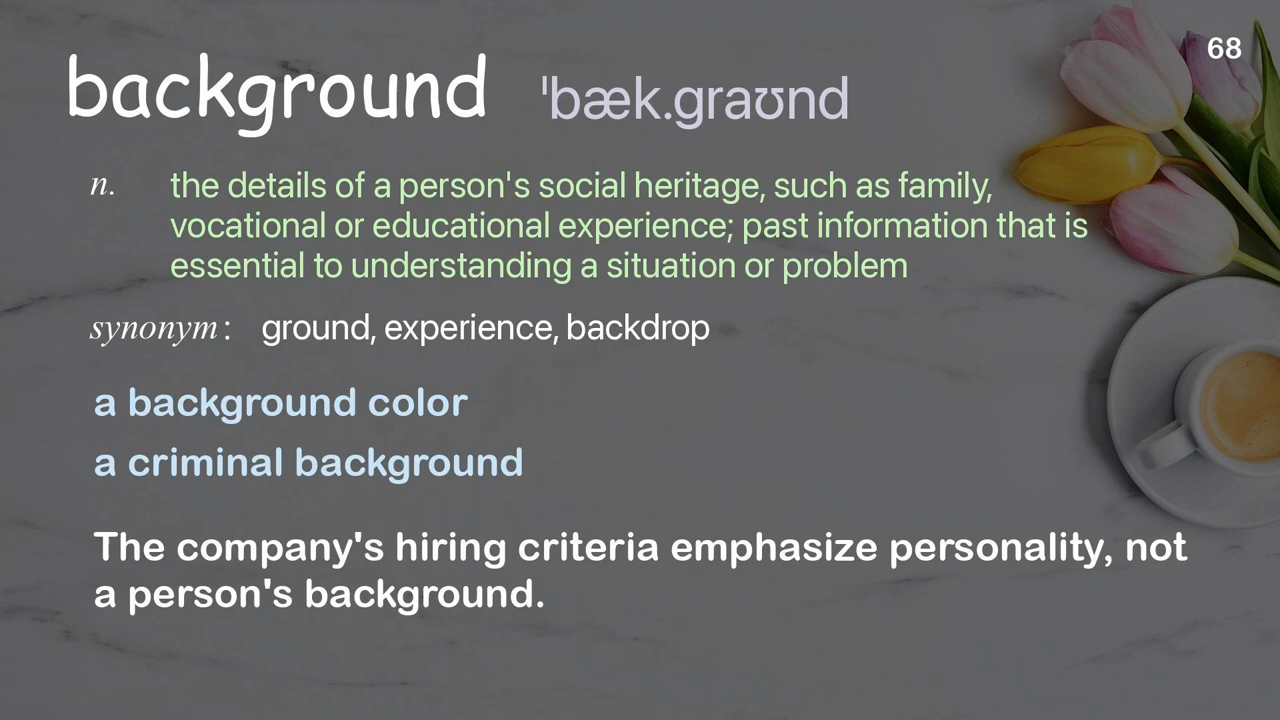 68
background ˈbæk.graʊnd
n. the details of a person's social heritage, such as family,
vocational or educational experience; past information that is
essential to understanding a situation or problem
synonym: ground, experience, backdrop
a background color
a criminal background
The company's hiring criteria emphasize personality, not
a person's background.